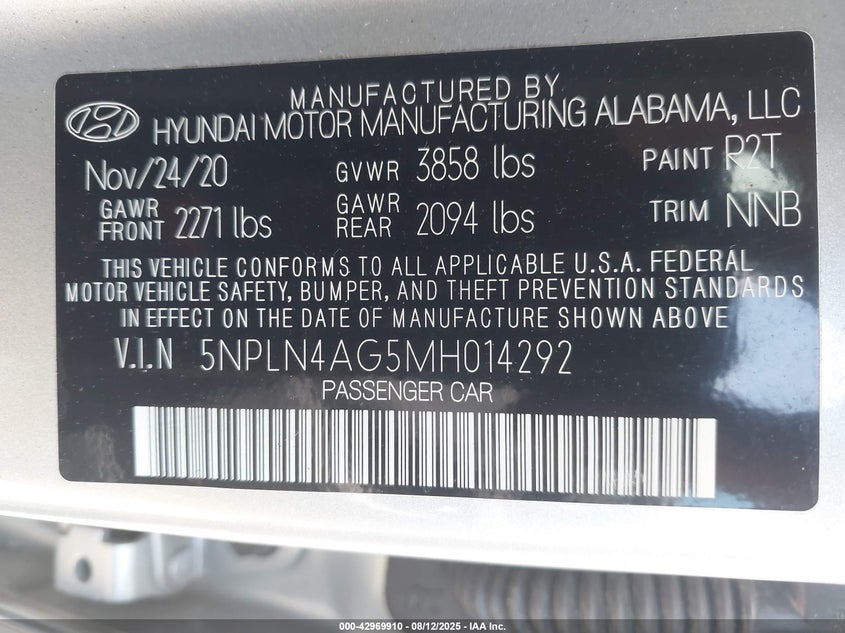 MANUFACTURED BY
HYUNDAI MOTOR MANUFACTURING ALABAMA, LLC
Nov/24/20 GVWR 3858 lbs PAINT R2T
GAWR FRONT 2271 lbs GAWR REAR 2094 lbs TRIM NNB
THIS VEHICLE CONFORMS TO ALL APPLICABLE U.S.A. FEDERAL
MOTOR VEHICLE SAFETY, BUMPER, AND THEFT PREVENTION STANDARDS
IN EFFECT ON THE DATE OF MANUFACTURE SHOWN ABOVE
V.I.N 5NPLN4AG5MH014292
PASSENGER CAR
000-42969910 - 08/12/2025 - IAA Inc.